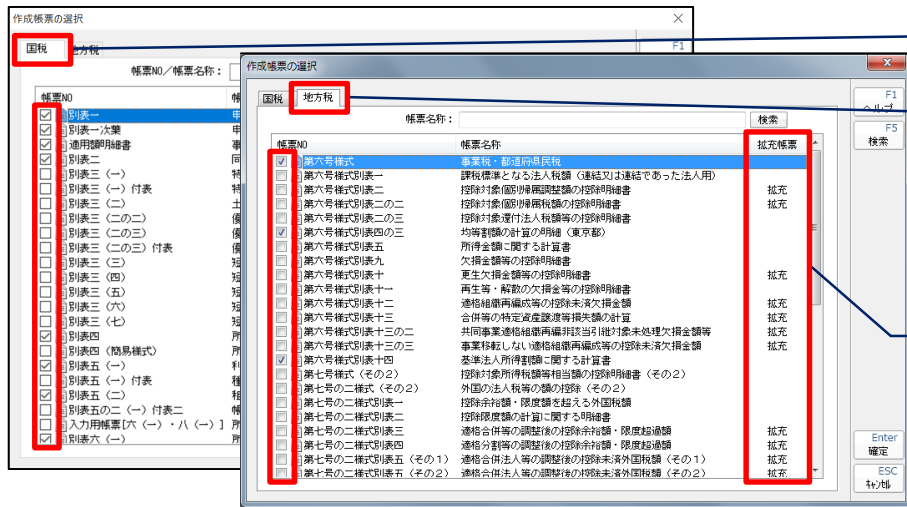 作成帳票の選択
国税 地方税
F1
帳票NO/帳票名称:
帳票NO
別表一
別表一次葉
適用額明細書
別表二
別表三(一)
別表三(一)付表
別表三(二)
別表三(二の二)
別表三(二の三)
別表三(二の三)付表
別表三(三)
別表三(四)
別表三(五)
別表三(六)
別表三(七)
別表四
別表四(簡易様式)
別表五(一)
別表五(一)付表
別表五(二)
別表五の二(一)付表二
入力用帳票[六(一)・八(一)]
別表六(一)
作成帳票の選択
国税 地方税
帳票名称: 検索
帳票NO 帳票名称 拡充帳票
第六号様式 事業税・都道府県民税
第六号様式別表一 課税標準となる法人税額(連結又は連結であった法人用)
第六号様式別表二の二 控除対象個別帰属調整額の控除明細書 拡充
第六号様式別表二の二 控除対象個別帰属税額の控除明細書 拡充
第六号様式別表二の三 控除対象還付法人税額等の控除明細書
第六号様式別表四の三 均等割額の計算の明細(東京都)
第六号様式別表五 所得金額に関する計算書
第六号様式別表九 欠損金額等の控除明細書
第六号様式別表十 更生欠損金額等の控除明細書 拡充
第六号様式別表十一 再生等・解散の欠損金等の控除明細書
第六号様式別表十二 適格組織再編成等の控除未済欠損金額 拡充
第六号様式別表十三 合併等の特定資産譲渡等損失額の計算 拡充
第六号様式別表十三の二 共同事業適格組織再編非該当引継対象未処理欠損金額等 拡充
第六号様式別表十三の三 事業移転しない適格組織再編成等の控除未済欠損金額 拡充
第六号様式別表十四 基準法人所得割額に関する計算書
第七号様式(その2) 控除対象所得税額等相当額の控除明細書(その2)
第七号の二様式(その2) 外国の法人税等の額の控除(その2)
第七号の二様式別表一 控除余裕額・限度額を超える外国税額
第七号の二様式別表二 控除限度額の計算に関する明細書
第七号の二様式別表三 適格合併等の調整後の控除余裕額・限度超過額 拡充
第七号の二様式別表四 適格分割等の調整後の控除余裕額・限度超過額 拡充
第七号の二様式別表五(その1) 適格合併法人等の調整後の控除未済外国税額(その1) 拡充
第七号の二様式別表五(その2) 適格合併法人等の調整後の控除未済外国税額(その2) 拡充
F1
ヘルプ
F5
検索
Enter
確定
ESC
キャンセル